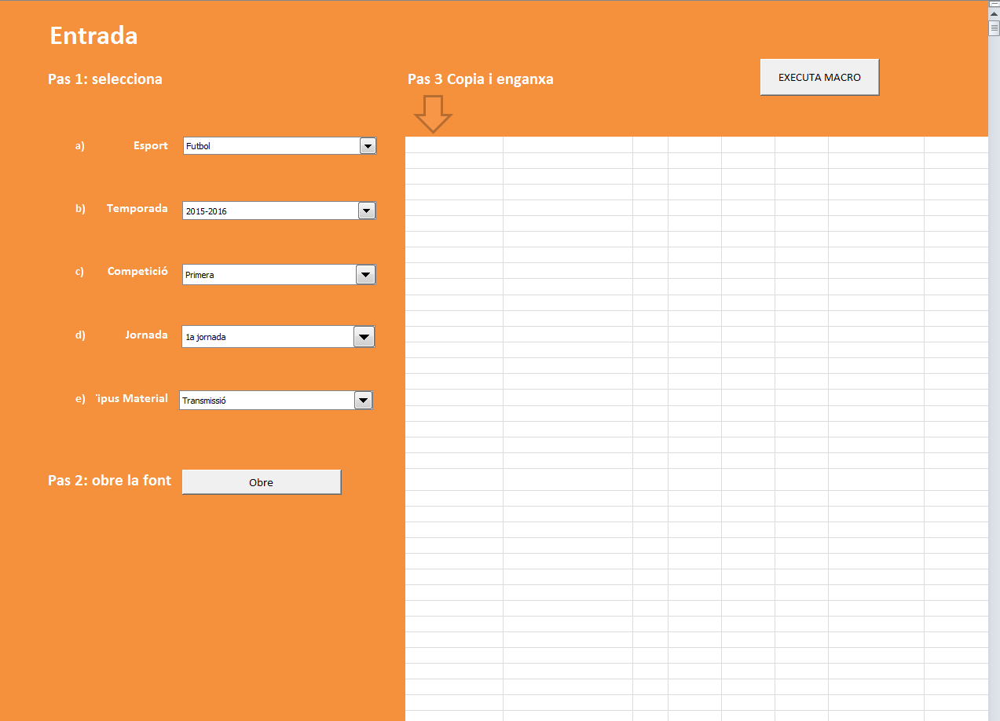 Entrada
Pas 1: selecciona
Pas 3 Copia i enganxa
EXECUTA MACRO
a) Esport Futbol
b) Temporada 2015-2016
c) Competició Primera
d) Jornada 1a jornada
e) ipus Material Transmissió
Pas 2: obre la font Obre